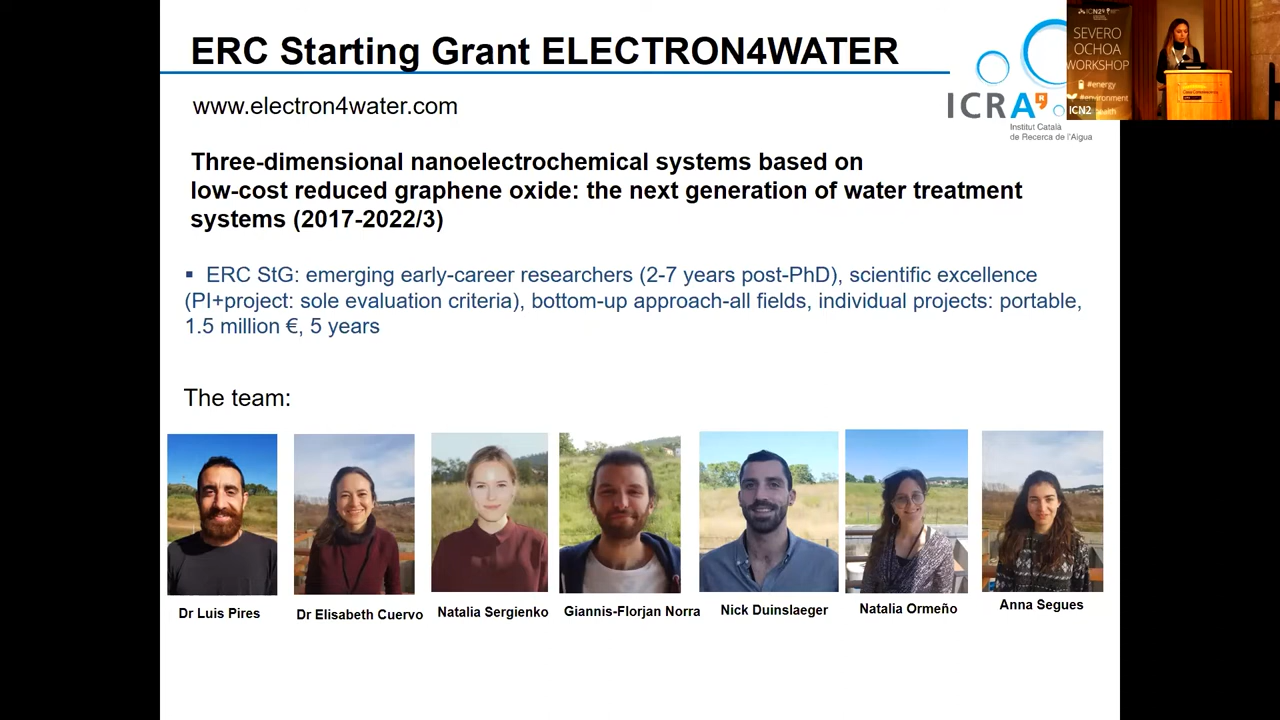 ERC Starting Grant ELECTRON4WATER
www.electron4water.com
ICRA
Institut Català
de Recerca de l'Aigua
SEVERO
OCHOA
WORKSHOP
#energy
#environment
ICN2
Three-dimensional nanoelectrochemical systems based on
low-cost reduced graphene oxide: the next generation of water treatment
systems (2017-2022/3)
▪ ERC StG: emerging early-career researchers (2-7 years post-PhD), scientific excellence
(PI+project: sole evaluation criteria), bottom-up approach-all fields, individual projects: portable,
1.5 million €, 5 years
The team:
Dr Luis Pires
Dr Elisabeth Cuervo
Natalia Sergienko
Giannis-Florjan Norra
Nick Duinslaeger
Natalia Ormeño
Anna Segues